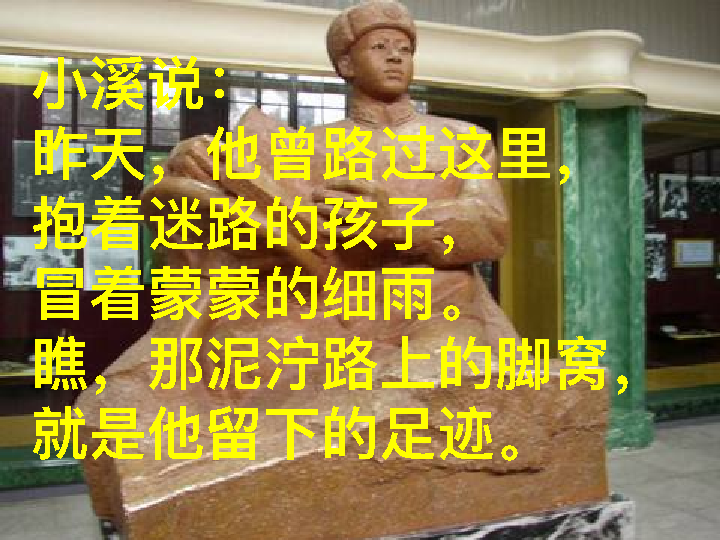 小溪说：
昨天，他曾路过这里，
抱着迷路的孩子，
冒着蒙蒙的细雨。
瞧，那泥泞路上的脚窝，
就是他留下的足迹。